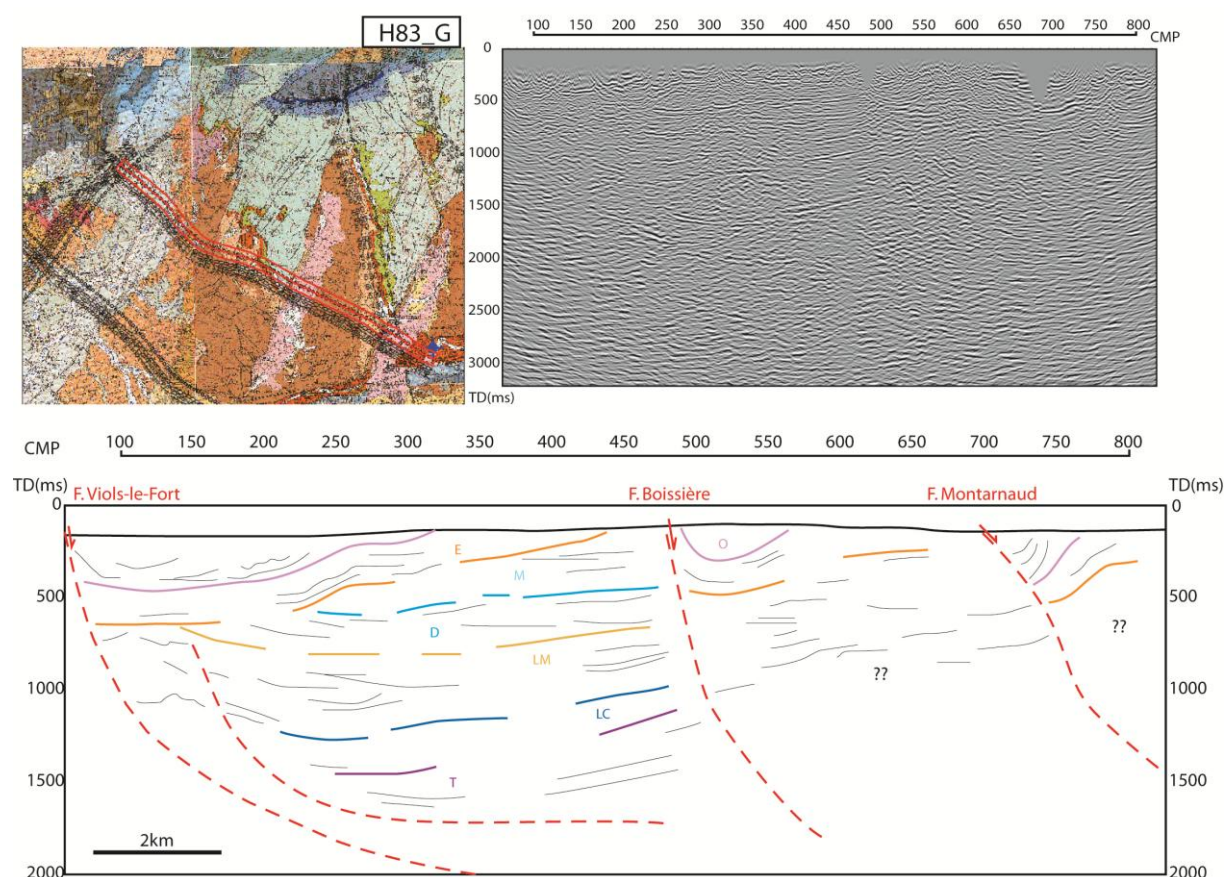 H83_G
100 150 200 250 300 350 400 450 500 550 600 650 700 750 800
CMP
0
500
1000
1500
2000
2500
3000
TD(ms)
CMP 100 150 200 250 300 350 400 450 500 550 600 650 700 750 800
TD(ms) TD(ms)
F. Viols-le-Fort F. Boissière F. Montarnaud
0 0
E O
M
500 500
D ??
LM
??
1000 1000
LC
T
1500 1500
2km
2000 2000